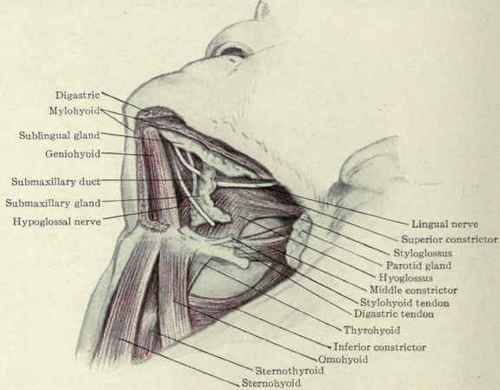 Digastric
Mylohyoid
Sublingual gland
Geniohyoid
Submaxillary duct
Submaxillary gland
Hypoglossal nerve
Lingual nerve
Superior constrictor
Styloglossus
Parotid gland
Hyoglossus
Middle constrictor
Stylohyoid tendon
Digastric tendon
Thyrohyoid
Inferior constrictor
Omohyoid
Sternothyroid
Sternohyoid